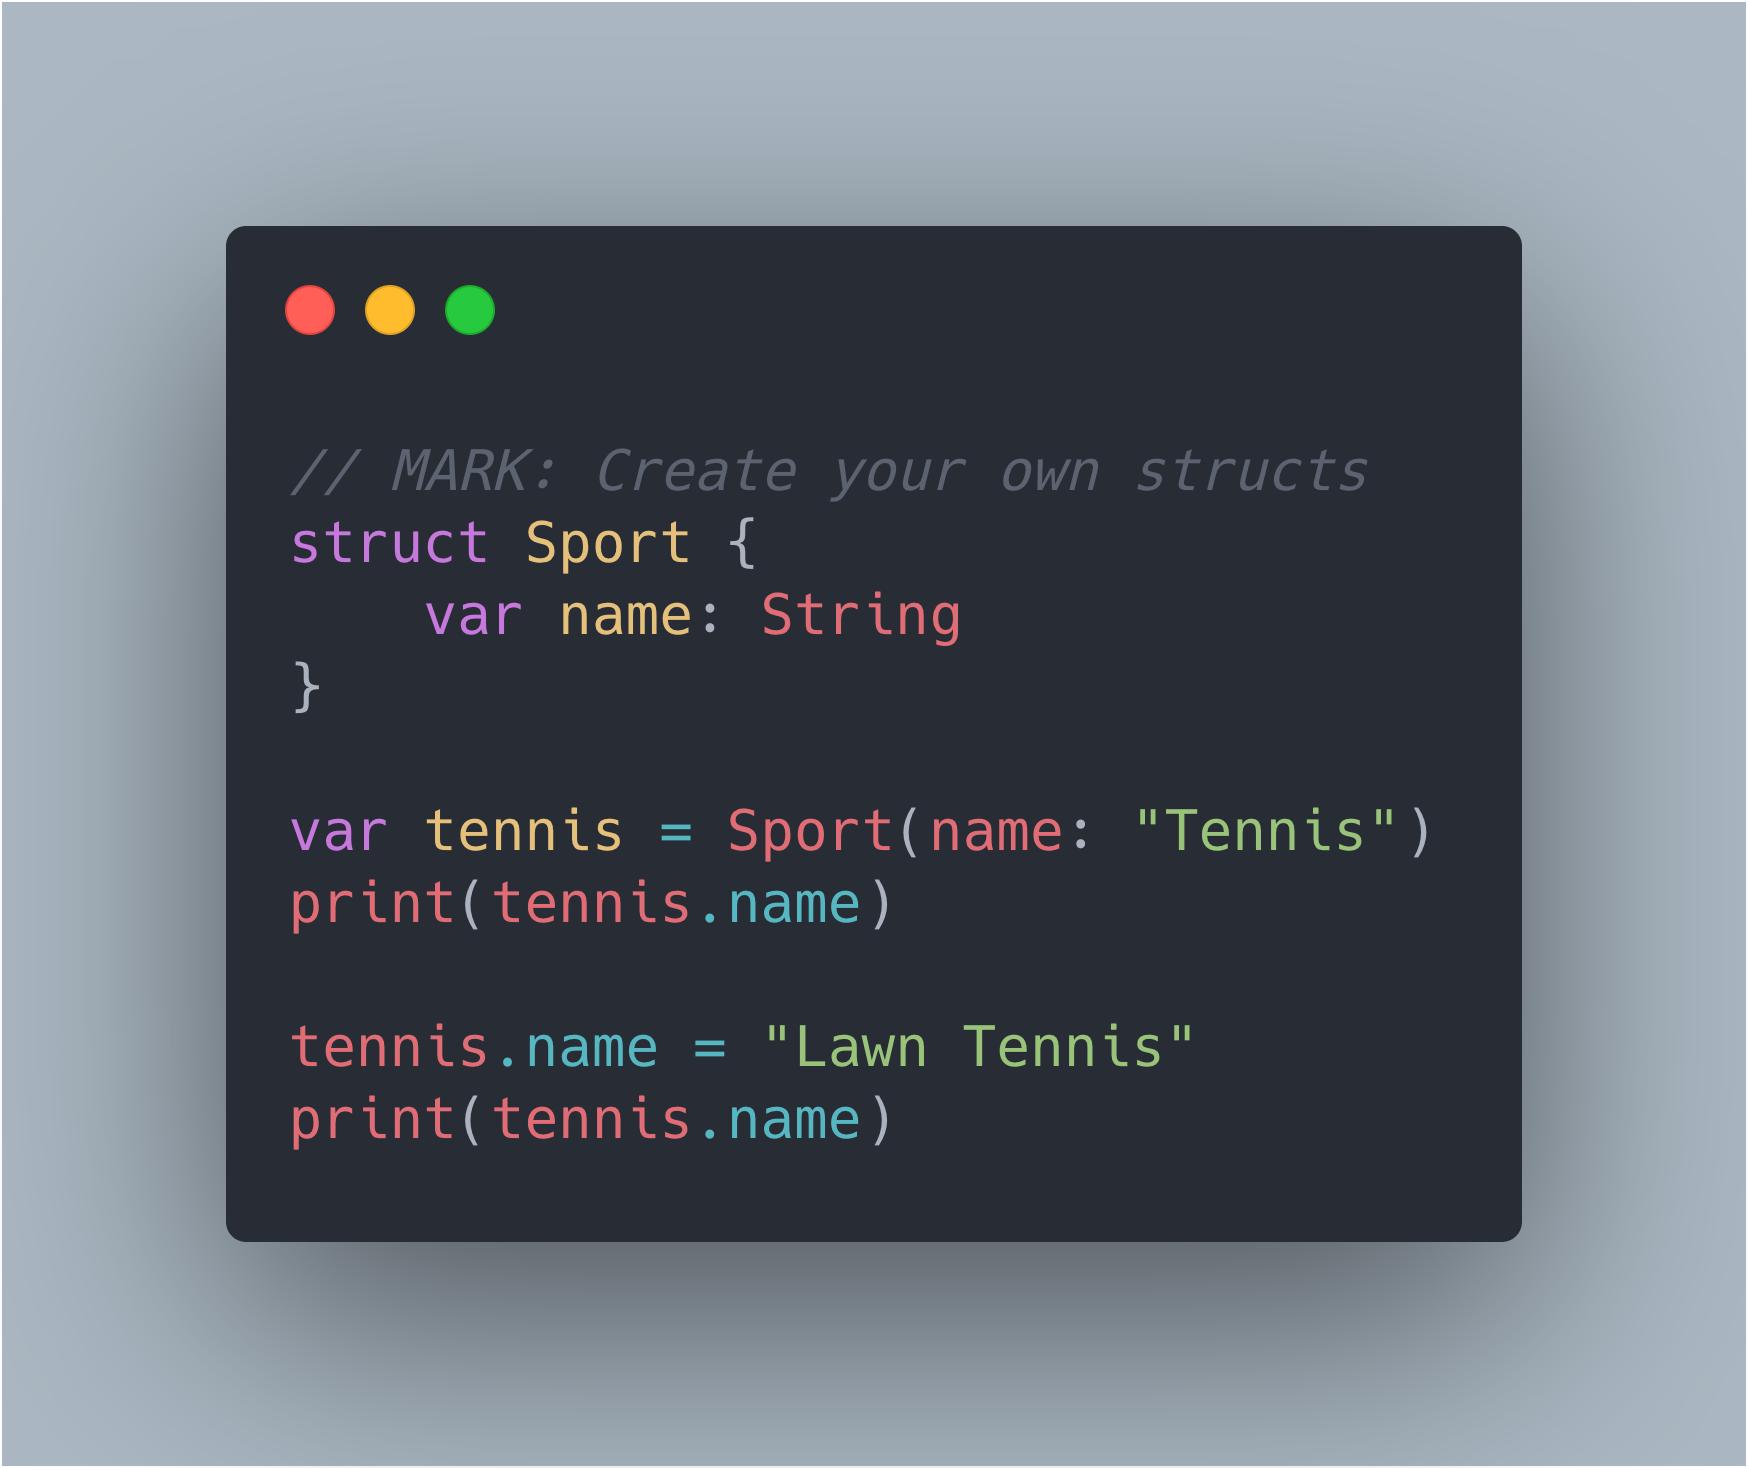 // MARK: Create your own structs
struct Sport {
    var name: String
}

var tennis = Sport(name: "Tennis")
print(tennis.name)

tennis.name = "Lawn Tennis"
print(tennis.name)